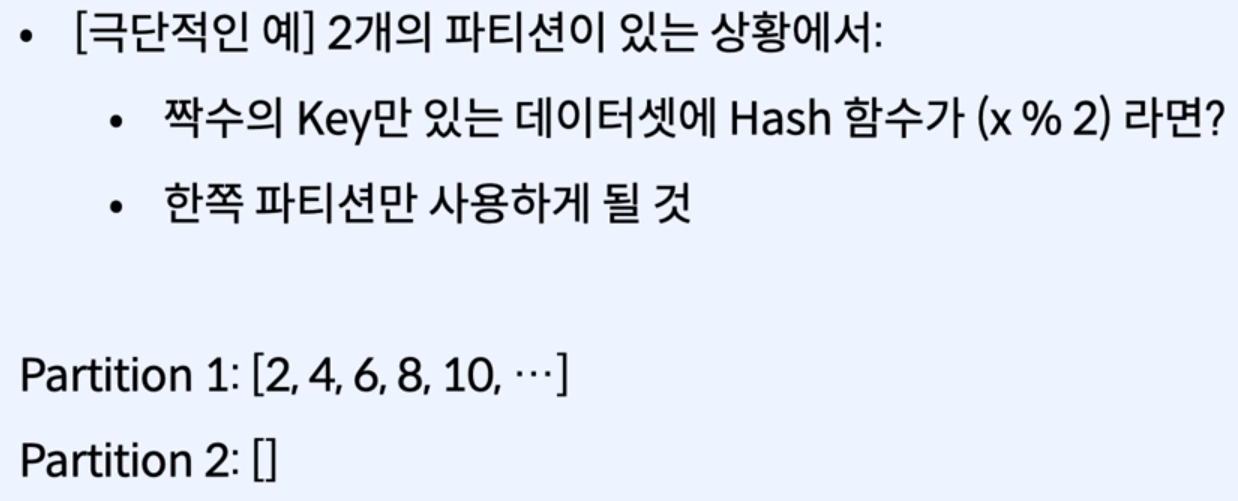 • [극단적인 예] 2개의 파티션이 있는 상황에서:
• 짝수의 Key만 있는 데이터셋에 Hash 함수가 (x % 2) 라면?
• 한쪽 파티션만 사용하게 될 것
Partition 1: [2, 4, 6, 8, 10, ⋯]
Partition 2: []